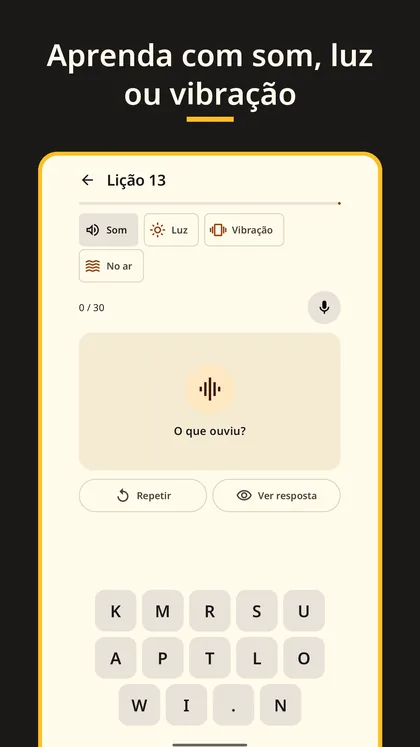 Aprenda com som, luz
ou vibração
Lição 13
Som
Luz
Vibração
No ar
0 / 30
O que ouviu?
Repetir
Ver resposta
K M R S U
A P T L O
W I . N